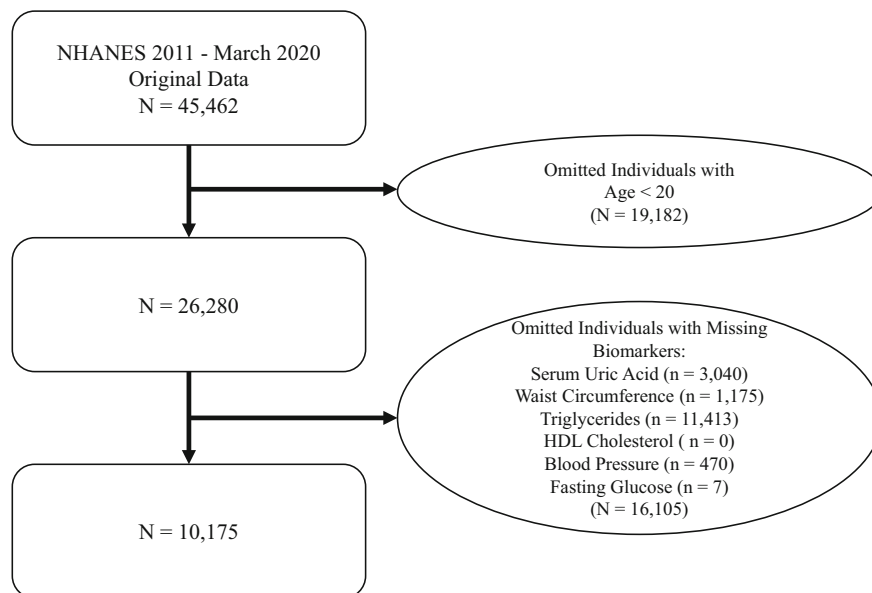 NHANES 2011 - March 2020
Original Data
N = 45,462
Omitted Individuals with
Age < 20
(N = 19,182)
N = 26,280
Omitted Individuals with Missing
Biomarkers:
Serum Uric Acid (n = 3,040)
Waist Circumference (n = 1,175)
Triglycerides (n = 11,413)
HDL Cholesterol ( n = 0)
Blood Pressure (n = 470)
Fasting Glucose (n = 7)
(N = 16,105)
N = 10,175